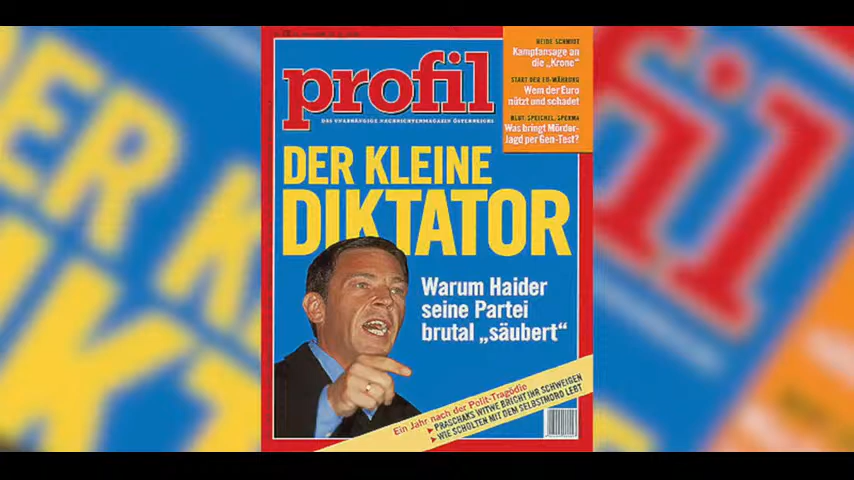 profil
DAS UNABHÄNGIGE NACHRICHTENMAGAZIN ÖSTERREICHS
HEIDE SCHMIDT
Kampfansage an
die „Krone“
START DER EU-WÄHRUNG
Wem der Euro
nützt und schadet
BLUT, SPEICHEL, SPERMA
Was bringt Mörder-
Jagd per Gen-Test?
DER KLEINE
DIKTATOR
Warum Haider
seine Partei
brutal „säubert“
Ein Jahr nach der Polit-Tragödie
PRASCHAKS WITWE BRICHT IHR SCHWEIGEN
WIE SCHOLTEN MIT DEM SELBSTMORD LEBT